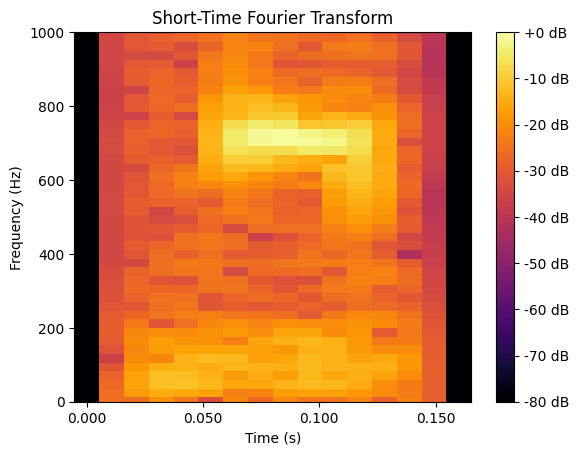 Short-Time Fourier Transform
1000
800
600
400
200
0
Frequency (Hz)
0.000
0.050
0.100
0.150
Time (s)
+0 dB
-10 dB
-20 dB
-30 dB
-40 dB
-50 dB
-60 dB
-70 dB
-80 dB